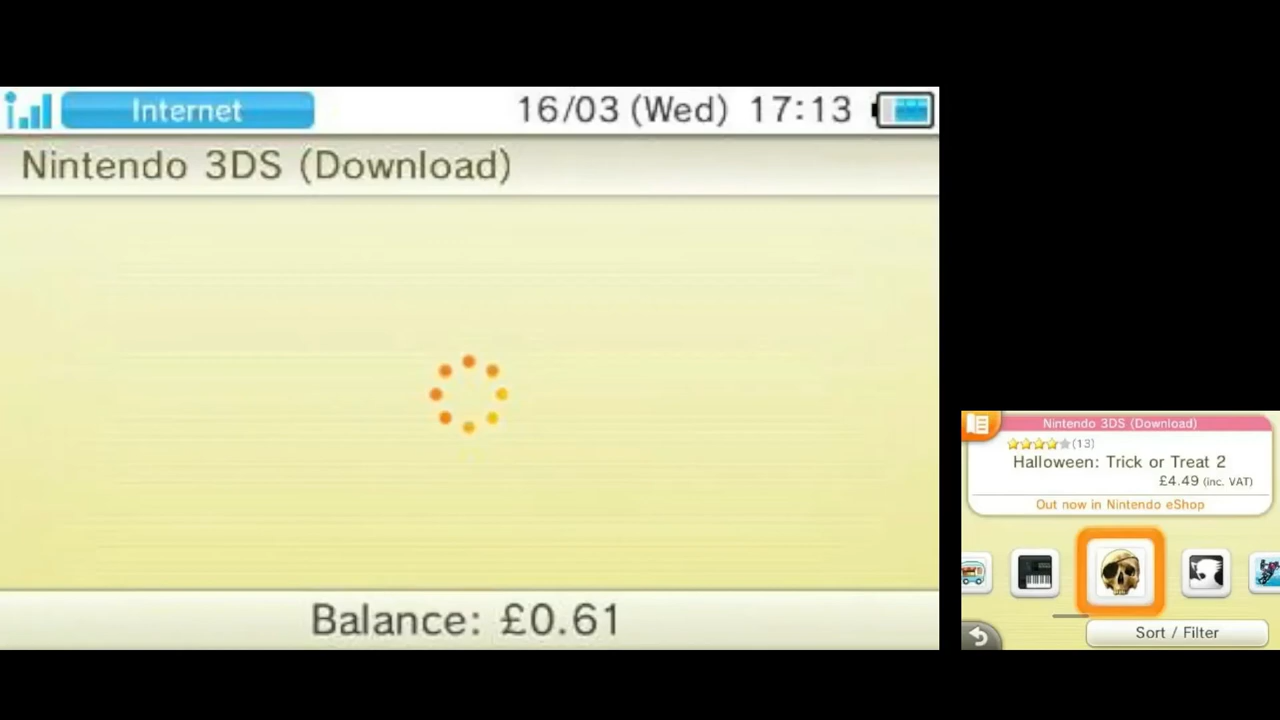 Internet 16/03 (Wed) 17:13
Nintendo 3DS (Download)
Balance: £0.61
Nintendo 3DS (Download)
(13)
Halloween: Trick or Treat 2
£4.49 (inc. VAT)
Out now in Nintendo eShop
Sort / Filter